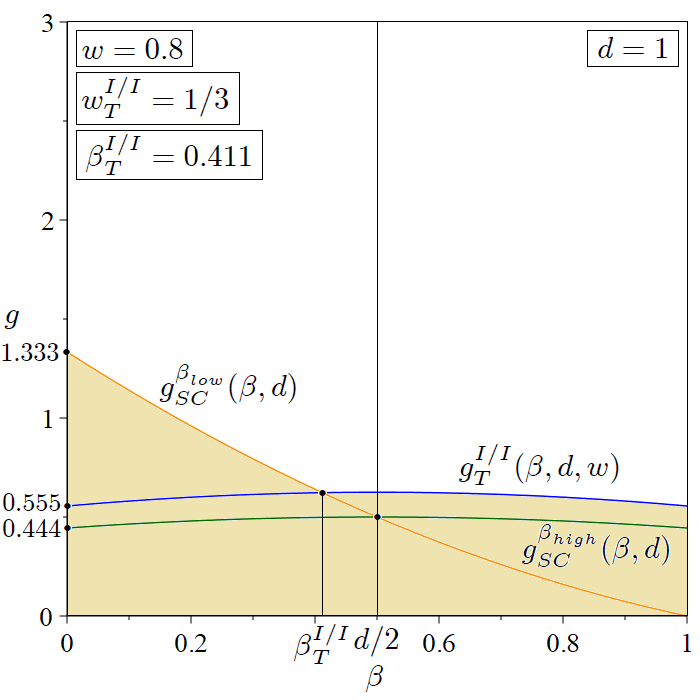 3
w = 0.8
d = 1
w_T^{I/I} = 1/3
β_T^{I/I} = 0.411
2
g
1.333
g_{SC}^{β_{low}}(β, d)
1
g_T^{I/I}(β, d, w)
0.555
0.444
g_{SC}^{β_{high}}(β, d)
0
0 0.2 β_T^{I/I} d/2 0.6 0.8 1
β